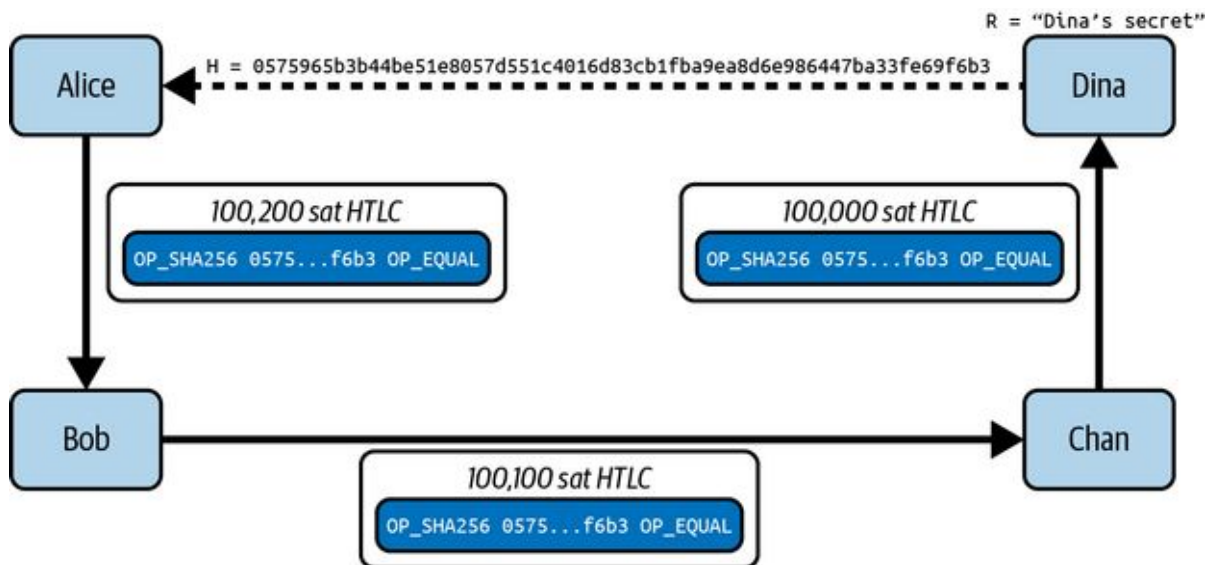 R = “Dina’s secret”
H = 0575965b3b44be51e8057d551c4016d83cb1fba9ea8d6e986447ba33fe69f6b3
Alice
Dina
100,200 sat HTLC
OP_SHA256 0575...f6b3 OP_EQUAL
100,000 sat HTLC
OP_SHA256 0575...f6b3 OP_EQUAL
Bob
Chan
100,100 sat HTLC
OP_SHA256 0575...f6b3 OP_EQUAL